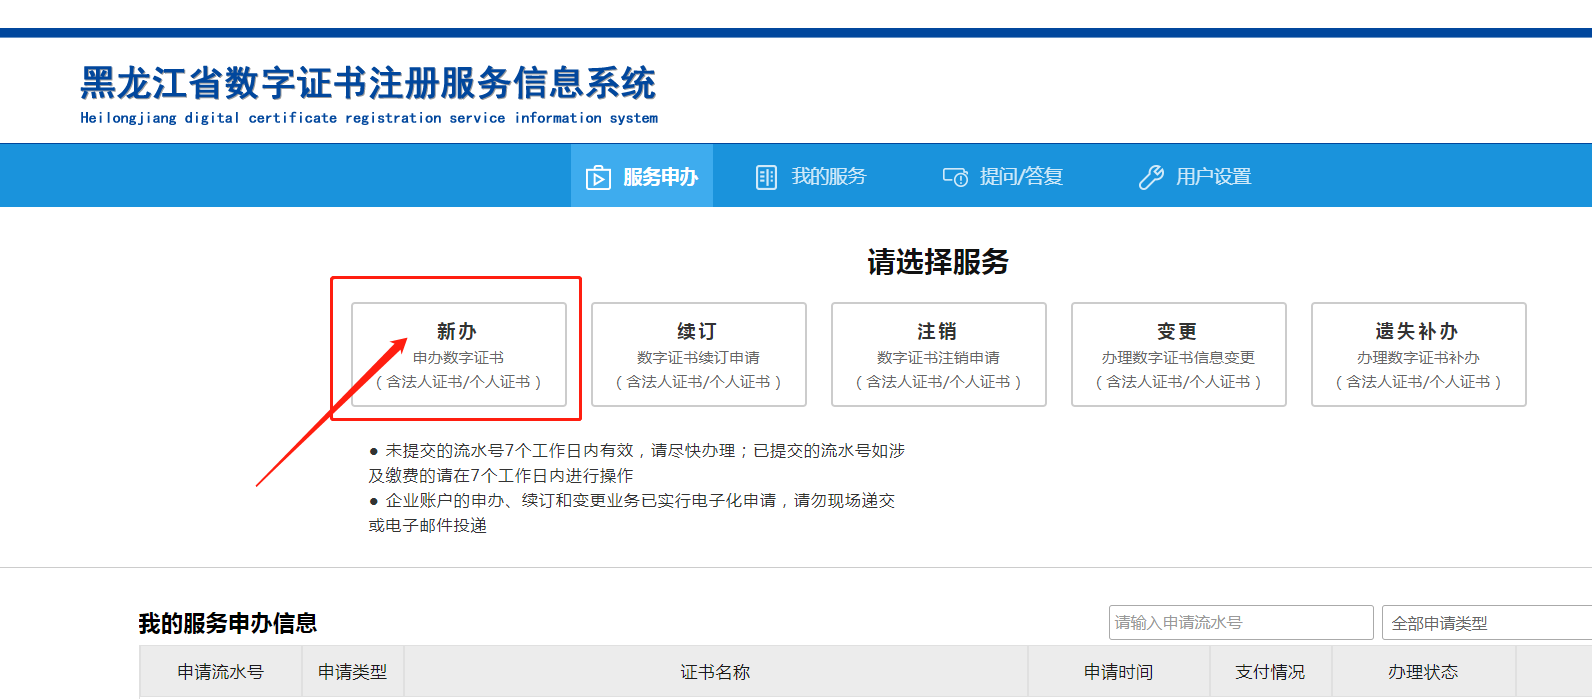 黑龙江省数字证书注册服务信息系统
Heilongjiang digital certificate registration service information system
服务申办 我的服务 提问/答复 用户设置
请选择服务
新办 续订 注销 变更 遗失补办
申办数字证书 数字证书续订申请 数字证书注销申请 办理数字证书信息变更 办理数字证书补办
（含法人证书/个人证书） （含法人证书/个人证书） （含法人证书/个人证书） （含法人证书/个人证书） （含法人证书/个人证书）
● 未提交的流水号7个工作日内有效，请尽快办理；已提交的流水号如涉
及缴费的请在7个工作日内进行操作
● 企业账户的申办、续订和变更业务已实行电子化申请，请勿现场递交
或电子邮件投递
我的服务申办信息 请输入申请流水号 全部申请类型
申请流水号 申请类型 证书名称 申请时间 支付情况 办理状态